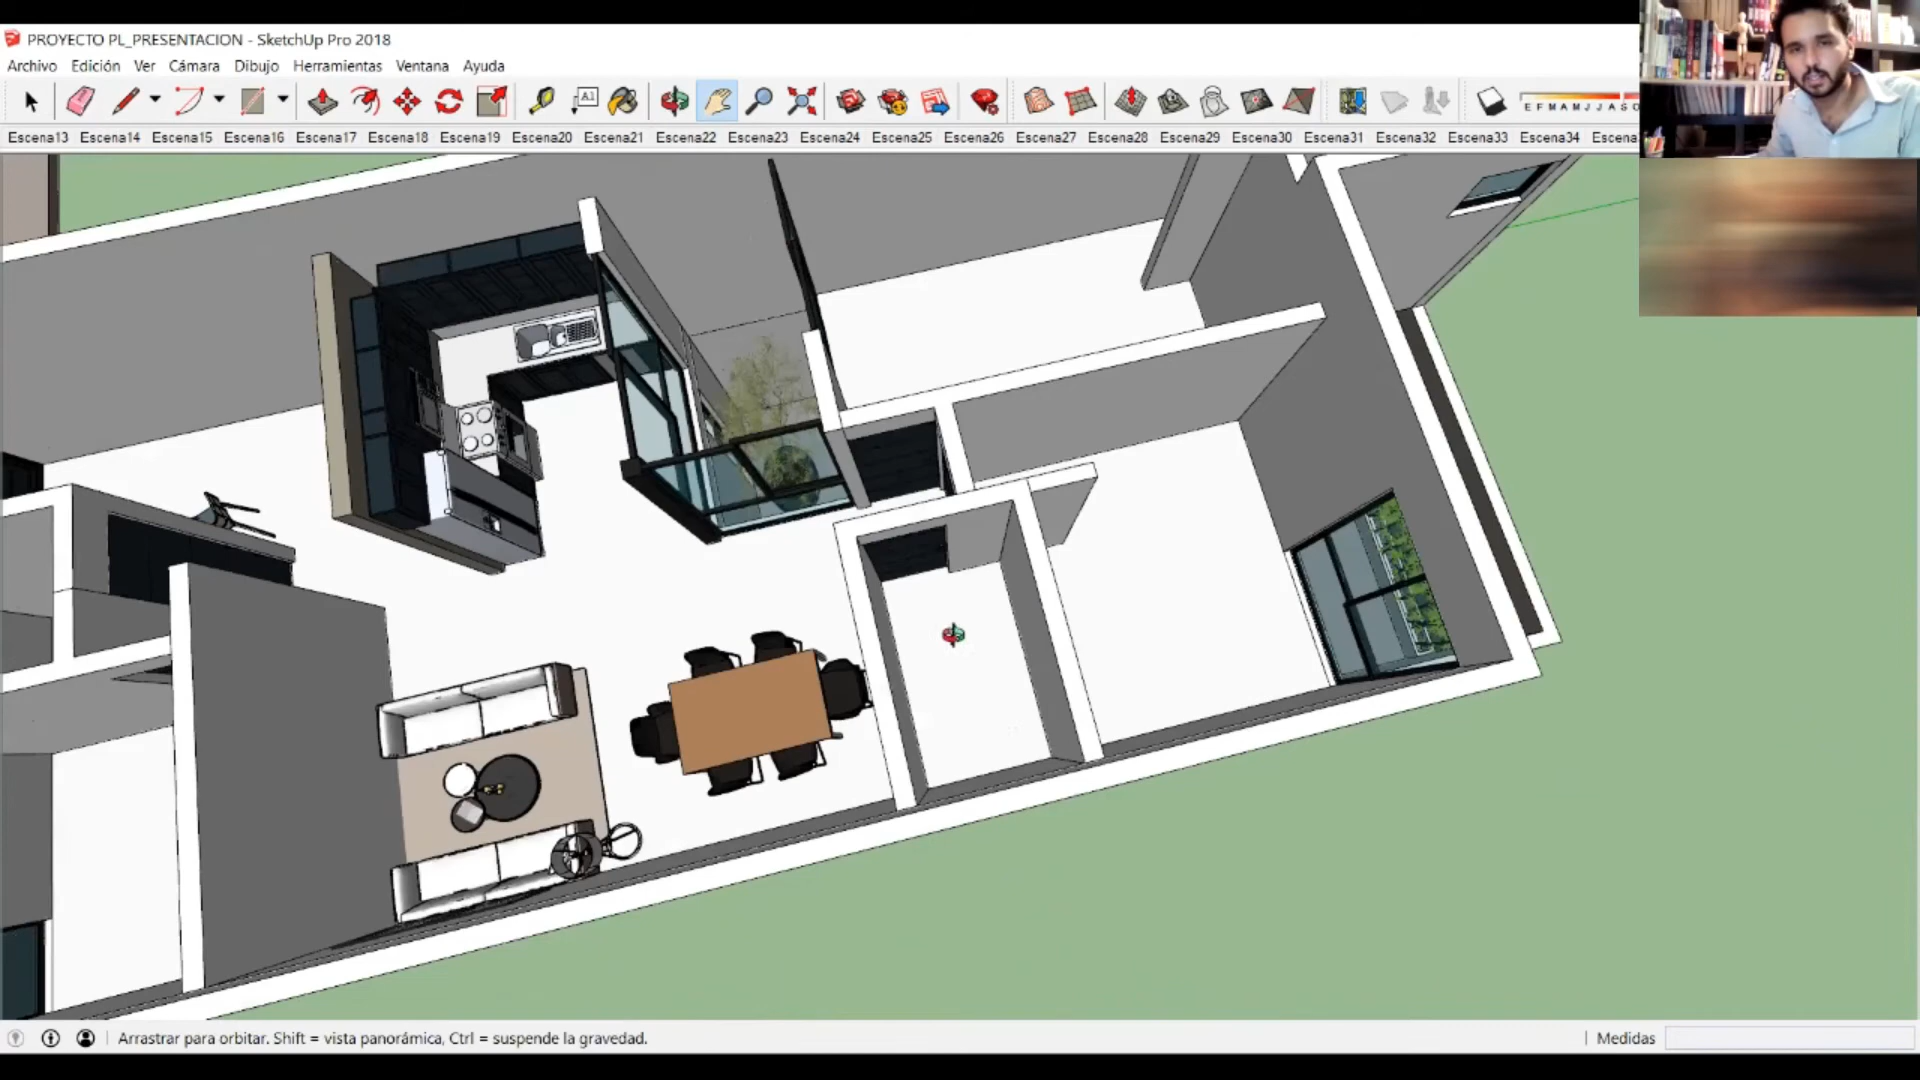 PROYECTO PL_PRESENTACION - SketchUp Pro 2018
Archivo Edición Ver Cámara Dibujo Herramientas Ventana Ayuda
A1
E F M A M J J A S O
Escena13 Escena14 Escena15 Escena16 Escena17 Escena18 Escena19 Escena20 Escena21 Escena22 Escena23 Escena24 Escena25 Escena26 Escena27 Escena28 Escena29 Escena30 Escena31 Escena32 Escena33 Escena34 Escena
Arrastrar para orbitar. Shift = vista panorámica, Ctrl = suspende la gravedad.
Medidas